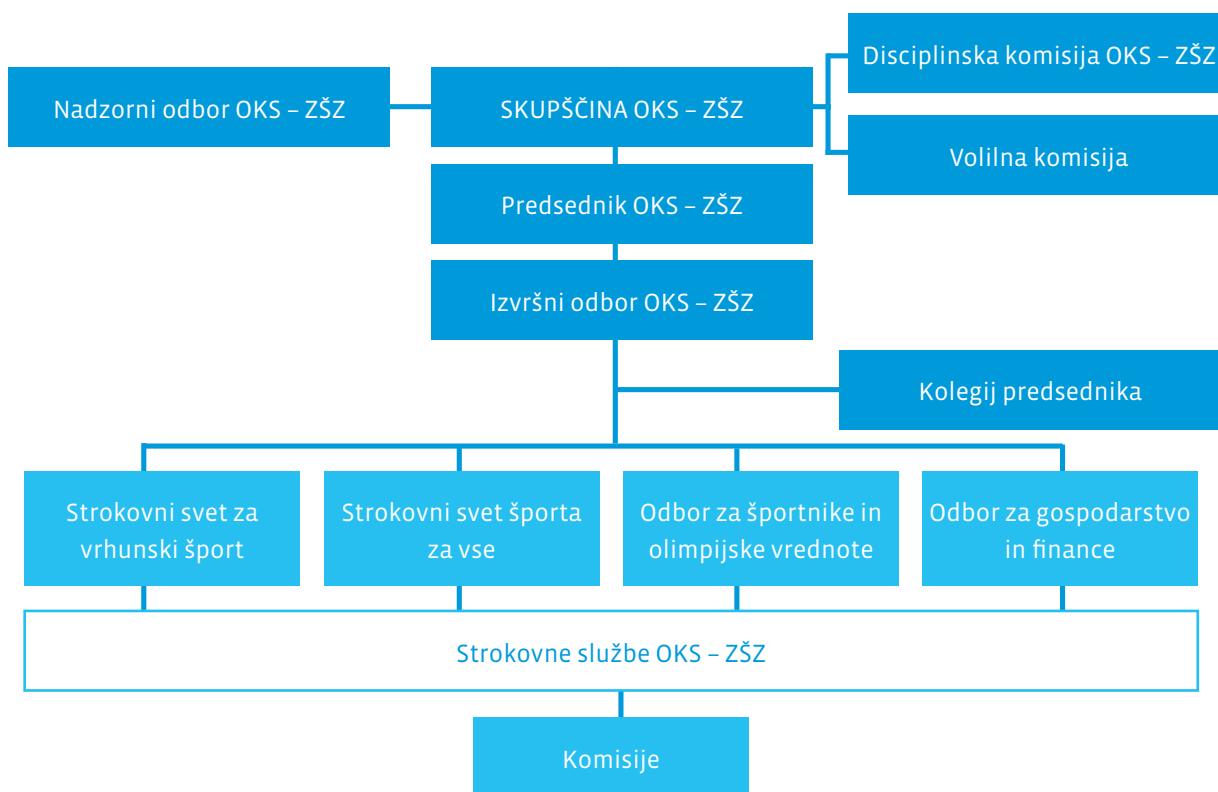 Disciplinska komisija OKS – ZŠZ
Nadzorni odbor OKS – ZŠZ
SKUPŠČINA OKS – ZŠZ
Volilna komisija
Predsednik OKS – ZŠZ
Izvršni odbor OKS – ZŠZ
Kolegij predsednika
Strokovni svet za
vrhunski šport
Strokovni svet športa
za vse
Odbor za športnike in
olimpijske vrednote
Odbor za gospodarstvo
in finance
Strokovne službe OKS – ZŠZ
Komisije